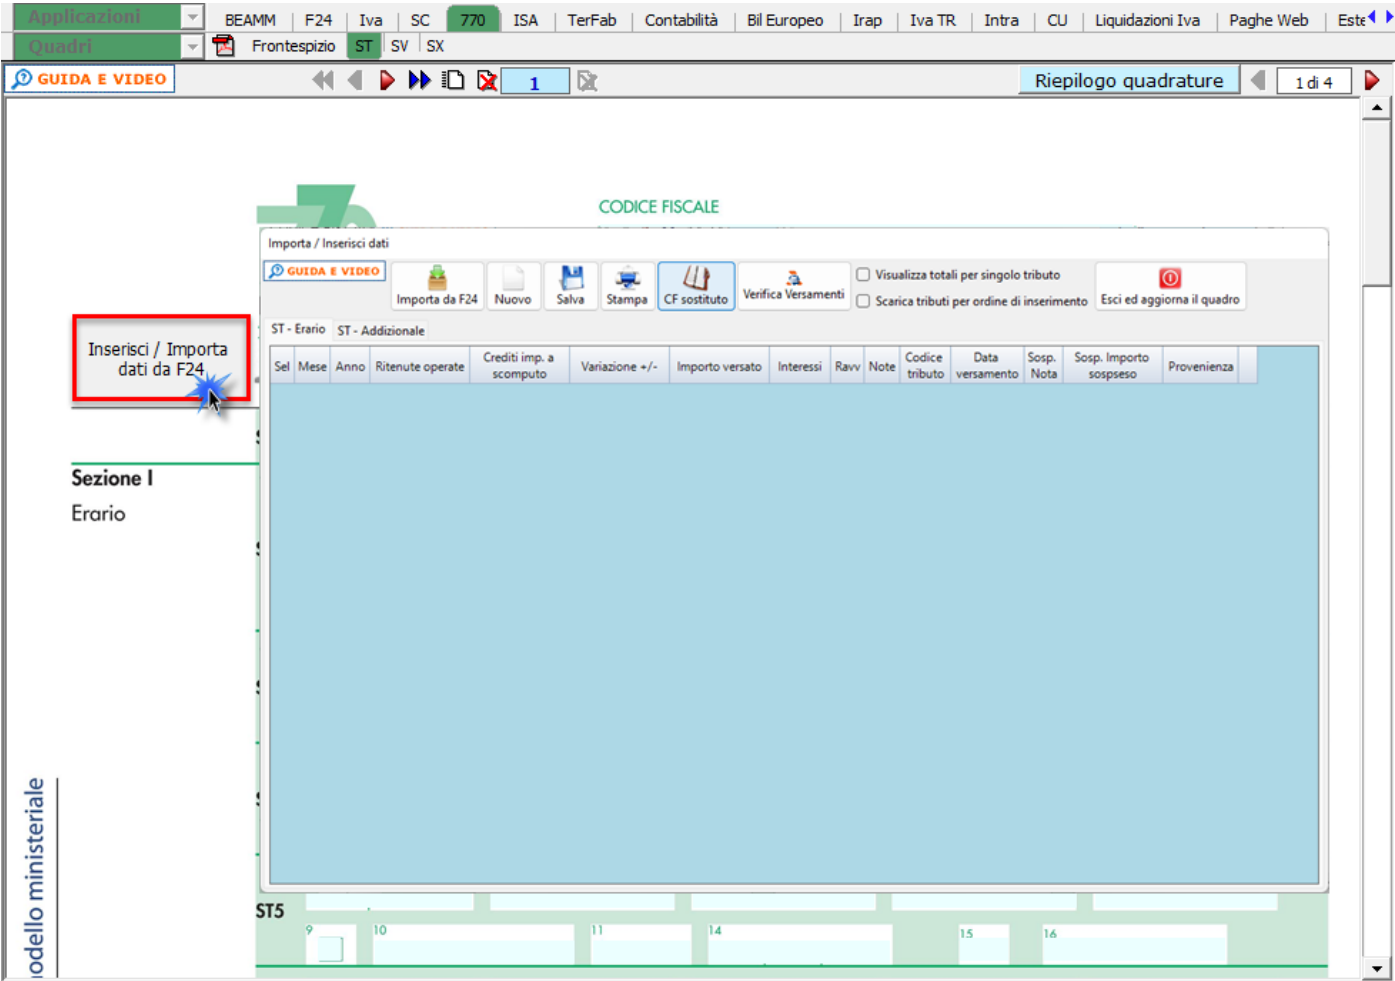 Applicazioni BEAMM F24 Iva SC 770 ISA TerFab Contabilità Bil Europeo Irap Iva TR Intra CU Liquidazioni Iva Paghe Web Este
Quadri Frontespizio ST SV SX
GUIDA E VIDEO 1 Riepilogo quadrature 1 di 4
CODICE FISCALE
Importa / Inserisci dati
GUIDA E VIDEO
Importa da F24 Nuovo Salva Stampa CF sostituto Verifica Versamenti
Visualizza totali per singolo tributo
Scarica tributi per ordine di inserimento
Esci ed aggiorna il quadro
ST - Erario ST - Addizionale
Inserisci / Importa
dati da F24
Sel Mese Anno Ritenute operate Crediti imp. a scomputo Variazione +/- Importo versato Interessi Ravv Note Codice tributo Data versamento Sosp. Nota Sosp. Importo sospseso Provenienza
Sezione I
Erario
odello ministeriale
ST5
9 10 11 14 15 16